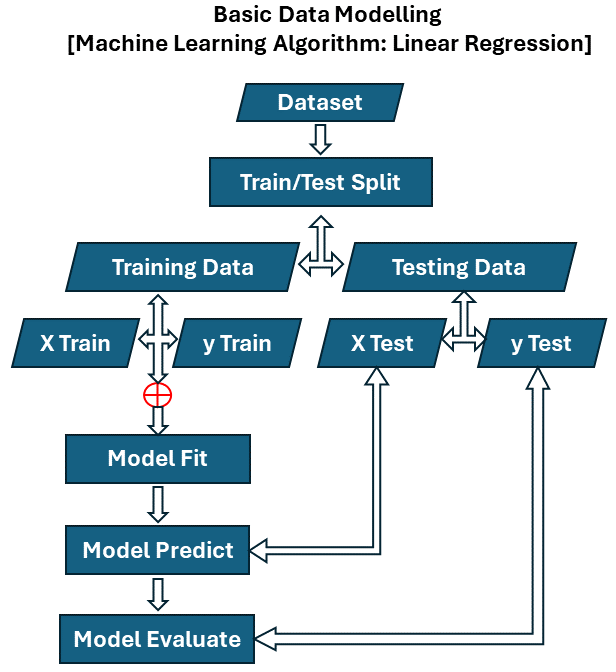 Basic Data Modelling
[Machine Learning Algorithm: Linear Regression]
Dataset
Train/Test Split
Training Data
Testing Data
X Train
y Train
X Test
y Test
Model Fit
Model Predict
Model Evaluate